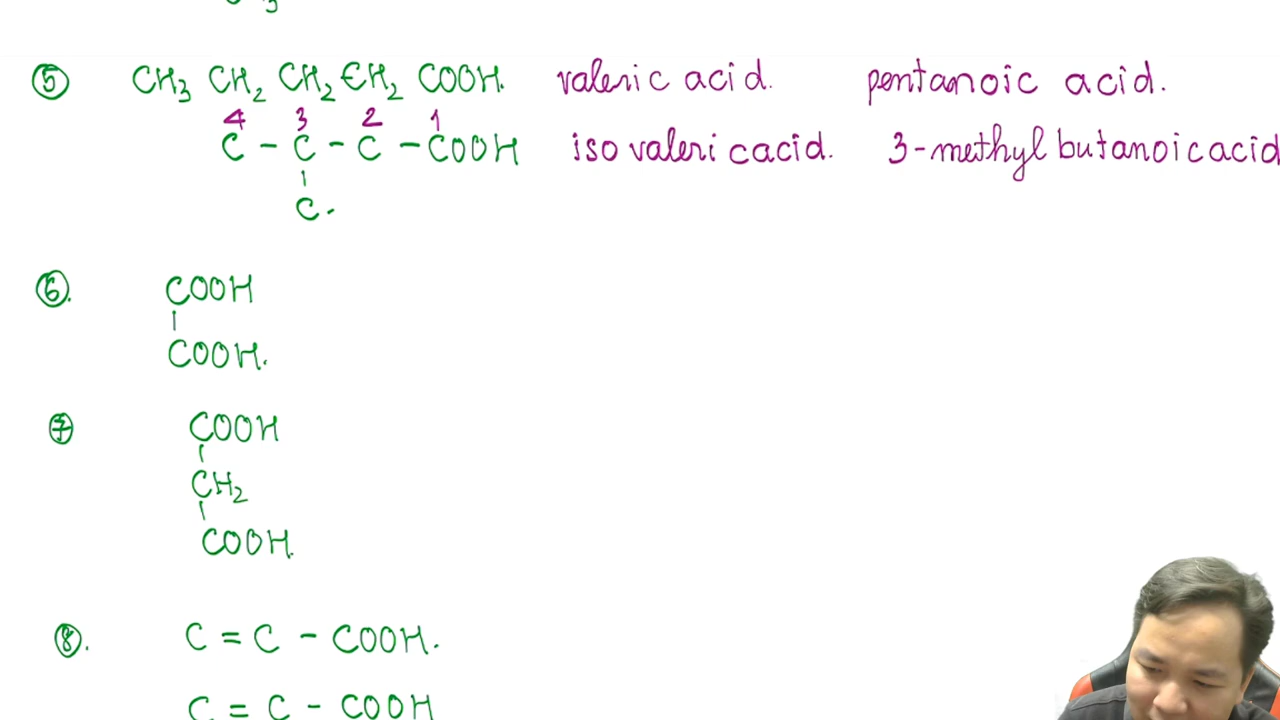 ⑤ CH₃ CH₂ CH₂ CH₂ COOH. valeric acid. pentanoic acid.
4 3 2 1
C - C - C - COOH iso valeric acid. 3-methyl butanoic acid
C.
⑥. COOH
COOH.
⑦ COOH
CH₂
COOH.
⑧. C = C - COOH.
C = C - COOH